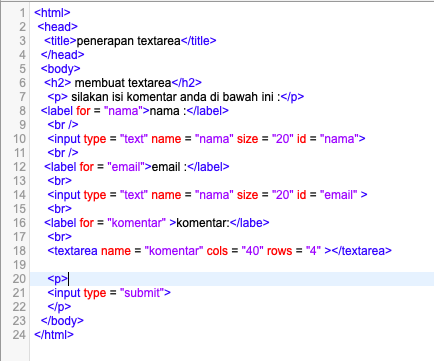 1 <html>
2 <head>
3 <title>penerapan textarea</title>
4 </head>
5 <body>
6 <h2> membuat textarea</h2>
7 <p> silakan isi komentar anda di bawah ini :</p>
8 <label for = "nama">nama :</label>
9 <br />
10 <input type = "text" name = "nama" size = "20" id = "nama">
11 <br />
12 <label for = "email">email :</label>
13 <br>
14 <input type = "text" name = "nama" size = "20" id = "email" >
15 <br>
16 <label for = "komentar" >komentar:</labe>
17 <br>
18 <textarea name = "komentar" cols = "40" rows = "4" ></textarea>
19
20 <p>
21 <input type = "submit">
22 </p>
23 </body>
24 </html>